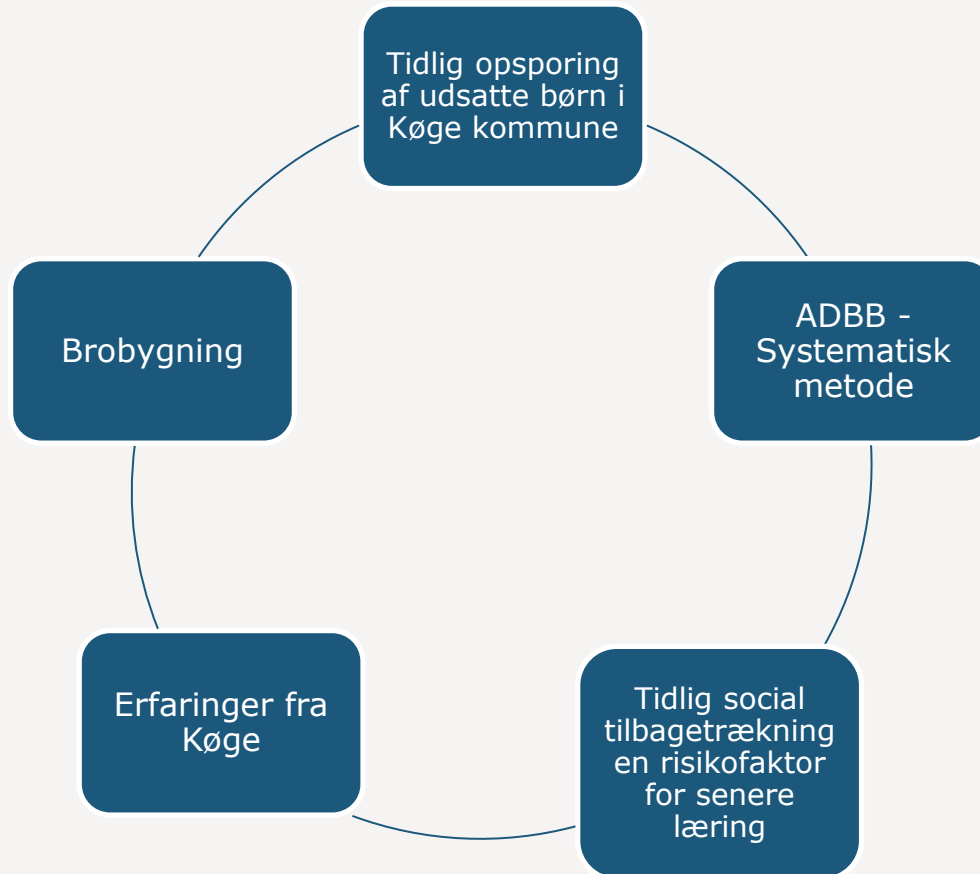 Tidlig opsporing
af udsatte børn i
Køge kommune
ADBB -
Systematisk
metode
Tidlig social
tilbagetrækning
en risikofaktor
for senere
læring
Erfaringer fra
Køge
Brobygning